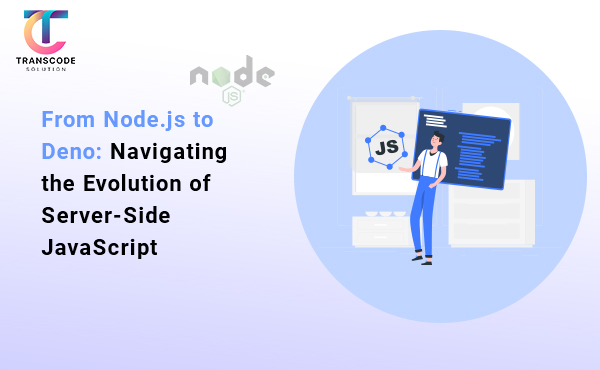 TRANSCODE
SOLUTION
node
JS
From Node.js to
Deno: Navigating
the Evolution of
Server-Side
JavaScript
JS